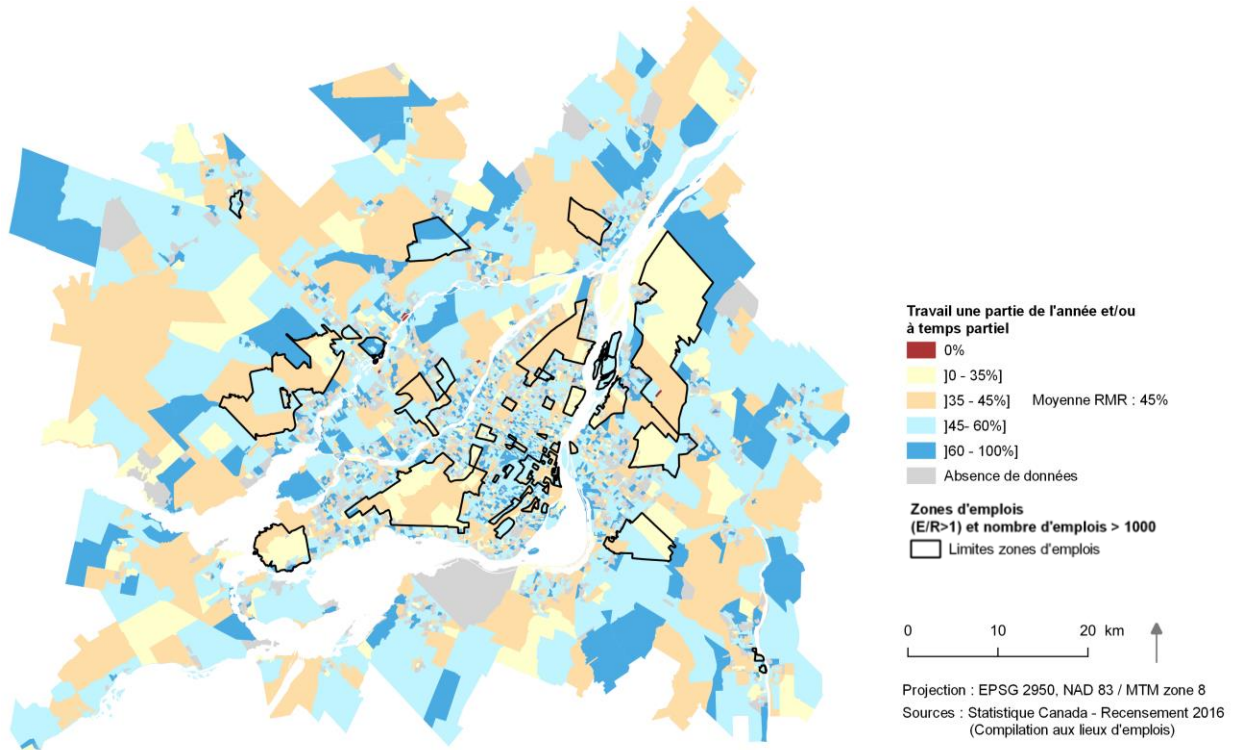 Travail une partie de l'année et/ou
à temps partiel
0%
]0 - 35%]
]35 - 45%] Moyenne RMR : 45%
]45- 60%]
]60 - 100%]
Absence de données
Zones d'emplois
(E/R>1) et nombre d'emplois > 1000
Limites zones d'emplois
0 10 20 km
Projection : EPSG 2950, NAD 83 / MTM zone 8
Sources : Statistique Canada - Recensement 2016
(Compilation aux lieux d'emplois)